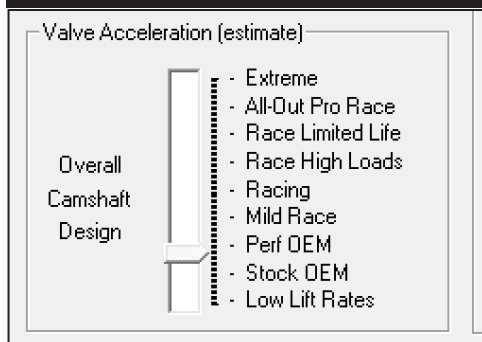 Valve Acceleration (estimate)
- Extreme
- All-Out Pro Race
- Race Limited Life
- Race High Loads
- Racing
- Mild Race
- Perf OEM
- Stock OEM
- Low Lift Rates
Overall
Camshaft
Design